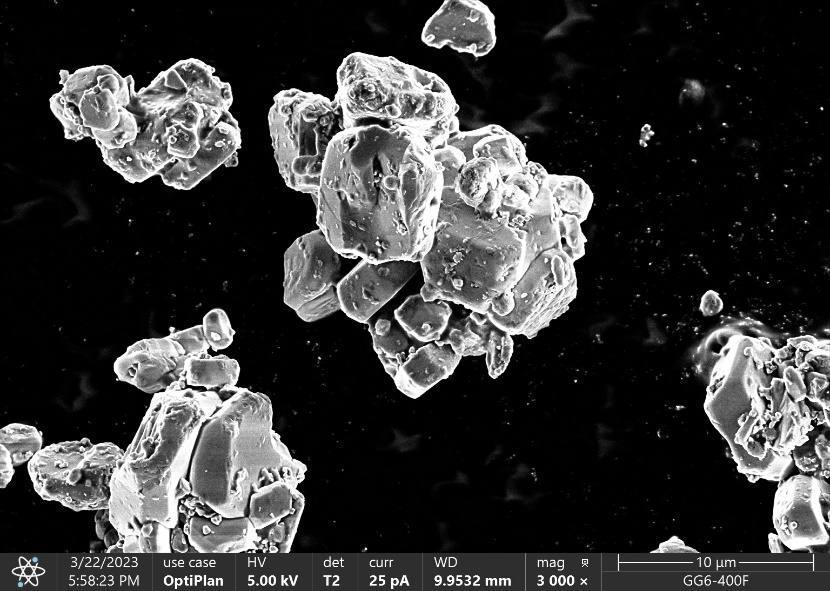 3/22/2023 use case HV det curr WD mag 10 µm
5:58:23 PM OptiPlan 5.00 kV T2 25 pA 9.9532 mm 3 000 × GG6-400F